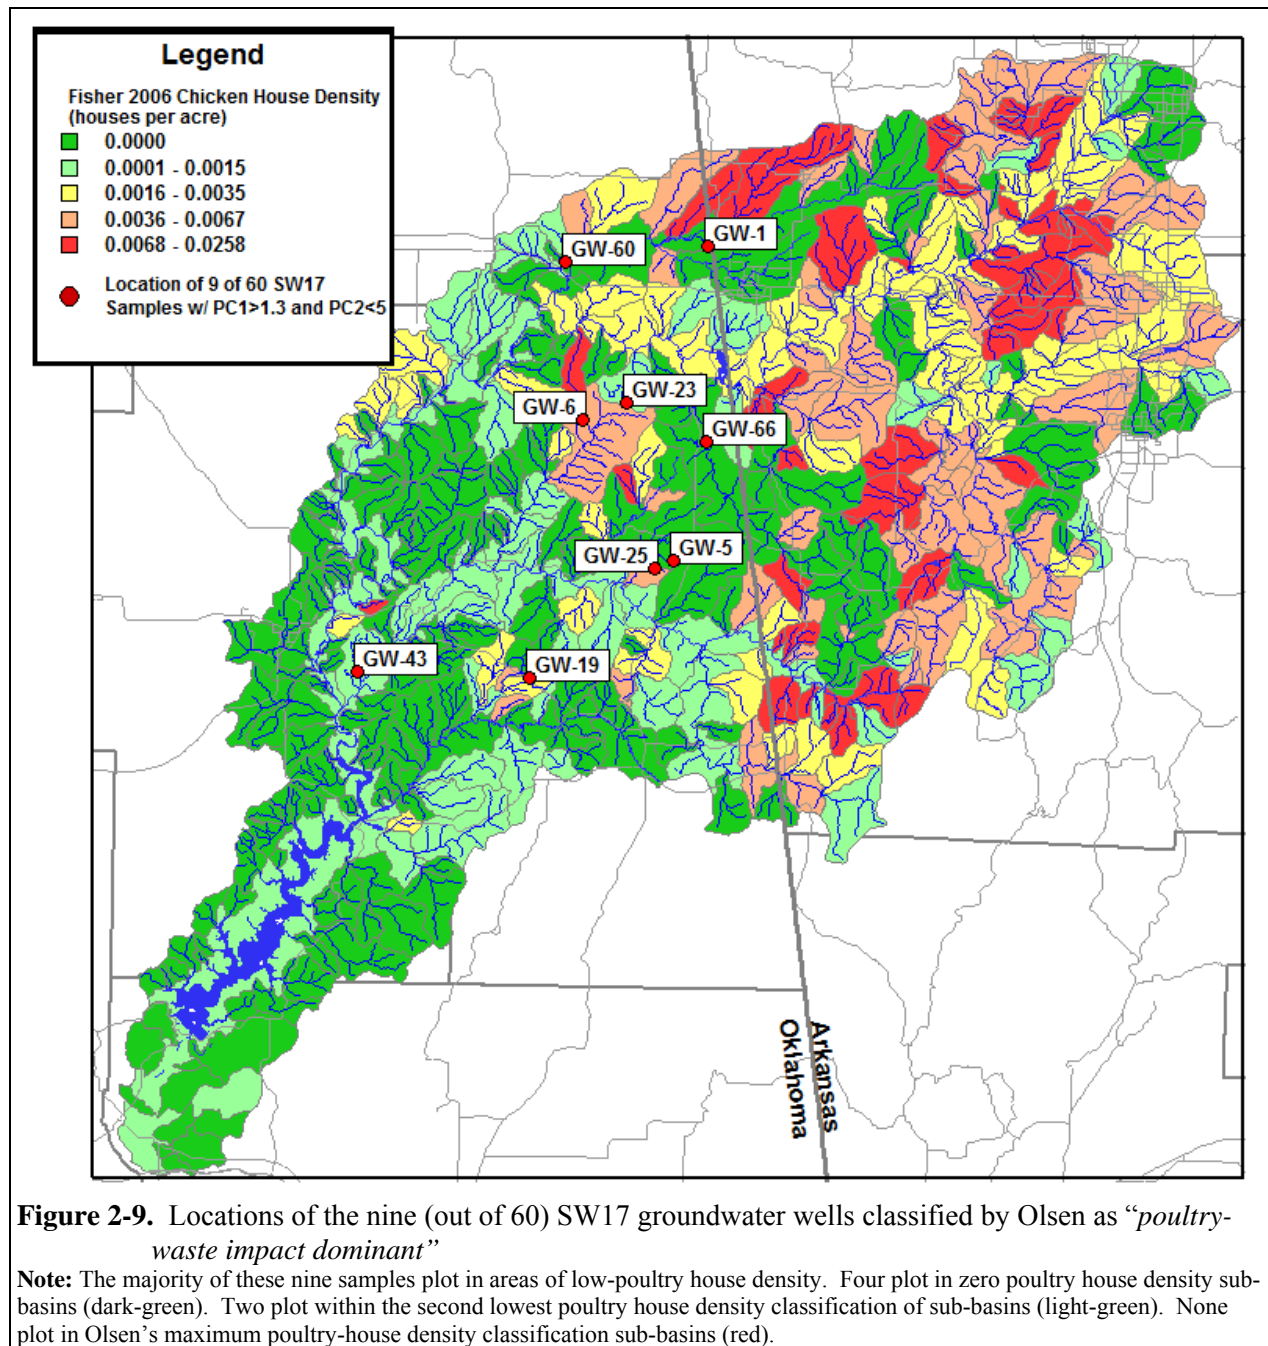 Legend
Fisher 2006 Chicken House Density
(houses per acre)
0.0000
0.0001 - 0.0015
0.0016 - 0.0035
0.0036 - 0.0067
0.0068 - 0.0258
Location of 9 of 60 SW17
Samples w/ PC1>1.3 and PC2<5
GW-1
GW-60
GW-23
GW-6
GW-66
GW-5
GW-25
GW-43
GW-19
Arkansas
Oklahoma
Figure 2-9. Locations of the nine (out of 60) SW17 groundwater wells classified by Olsen as “poultry-
waste impact dominant”
Note: The majority of these nine samples plot in areas of low-poultry house density. Four plot in zero poultry house density sub-
basins (dark-green). Two plot within the second lowest poultry house density classification of sub-basins (light-green). None
plot in Olsen’s maximum poultry-house density classification sub-basins (red).